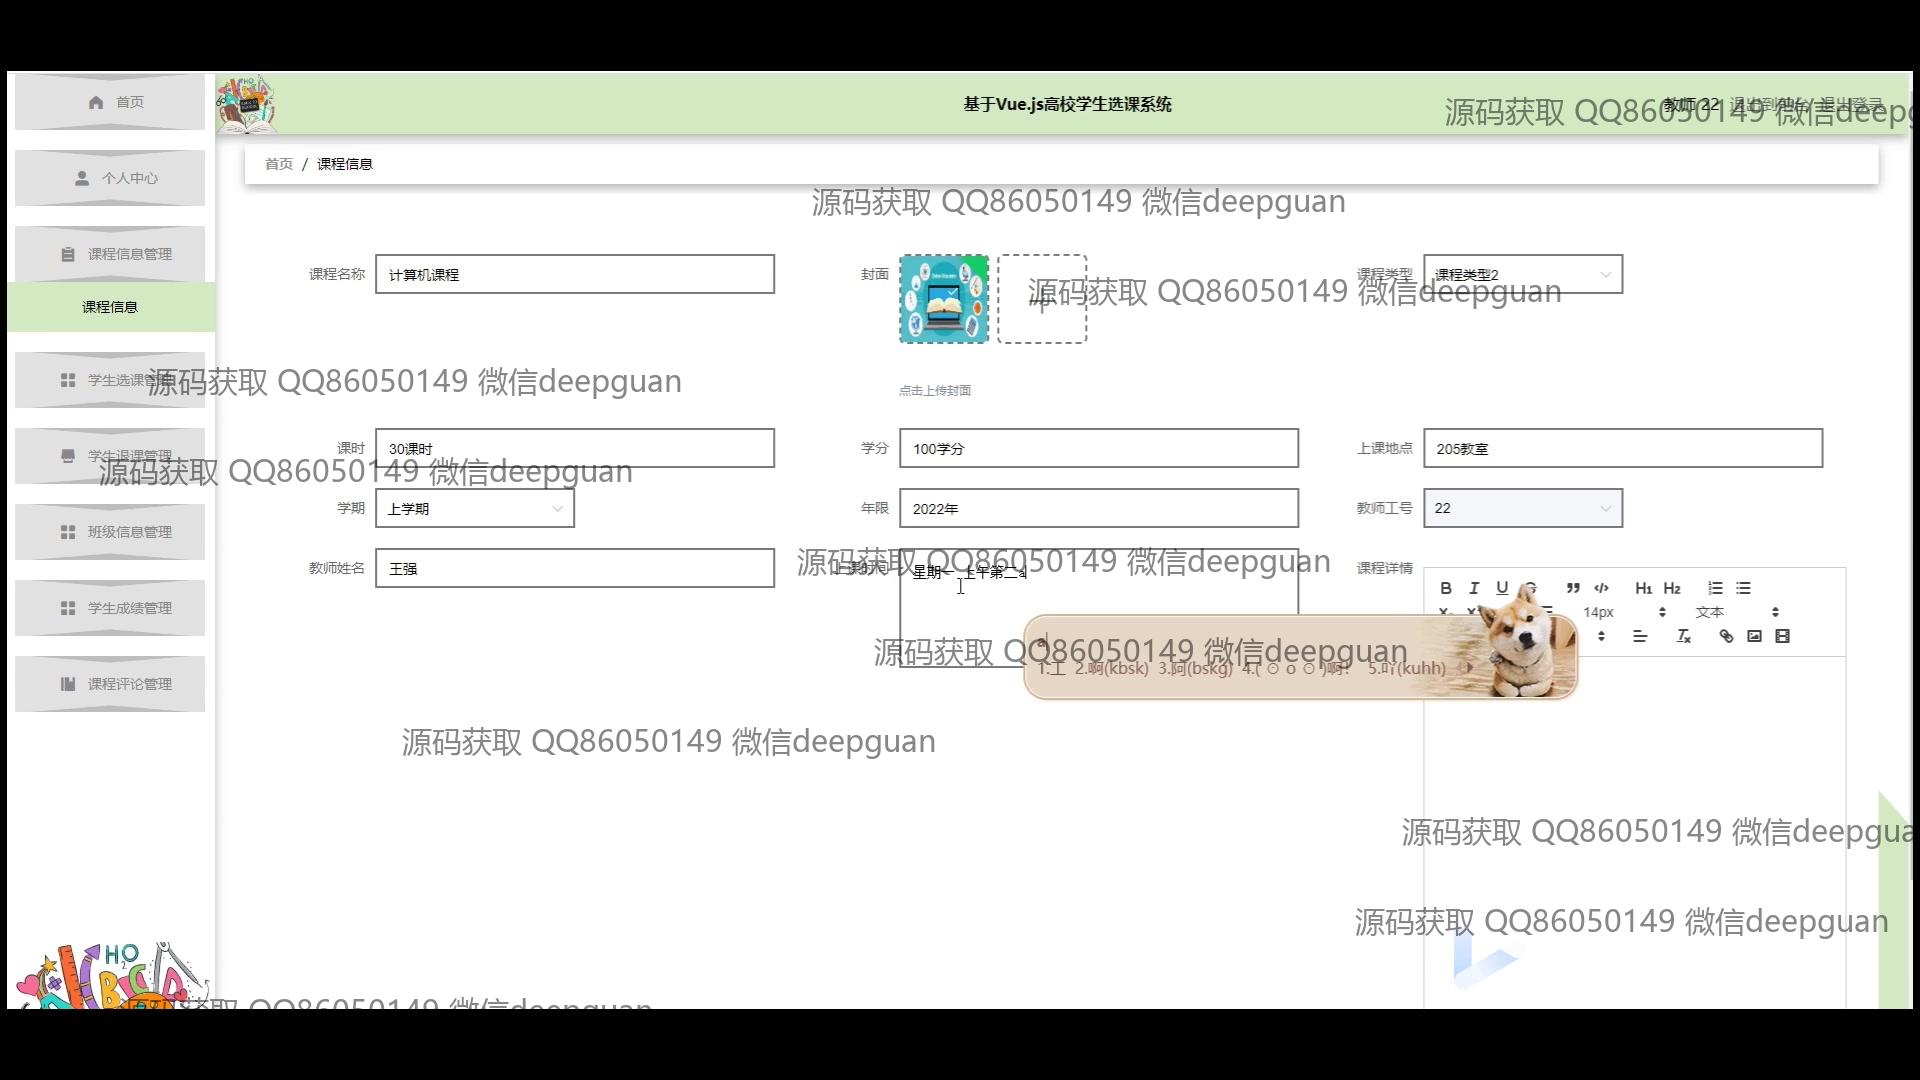 首页
个人中心
课程信息管理
课程信息
学生选课管理
学生退课管理
班级信息管理
学生成绩管理
课程评论管理
基于Vue.js高校学生选课系统
教师 22 退出到前台 退出登录
首页 / 课程信息
课程名称 计算机课程
封面
点击上传封面
课程类型 课程类型2
课时 30课时
学分 100学分
上课地点 205教室
学期 上学期
年限 2022年
教师工号 22
教师姓名 王强
上课时间 星期一 上午第二a
课程详情
B I U S H1 H2
14px 文本
a
1.工 2.啊(kbsk) 3.阿(bskg) 4.(⊙o⊙)啊! 5.吖(kuhh)
源码获取 QQ86050149 微信deepg
源码获取 QQ86050149 微信deepguan
源码获取 QQ86050149 微信deepguan
源码获取 QQ86050149 微信deepguan
源码获取 QQ86050149 微信deepguan
源码获取 QQ86050149 微信deepguan
源码获取 QQ86050149 微信deepguan
源码获取 QQ86050149 微信deepguan
源码获取 QQ86050149 微信deepgua
源码获取 QQ86050149 微信deepguan
源码获取 QQ86050149 微信deepguan